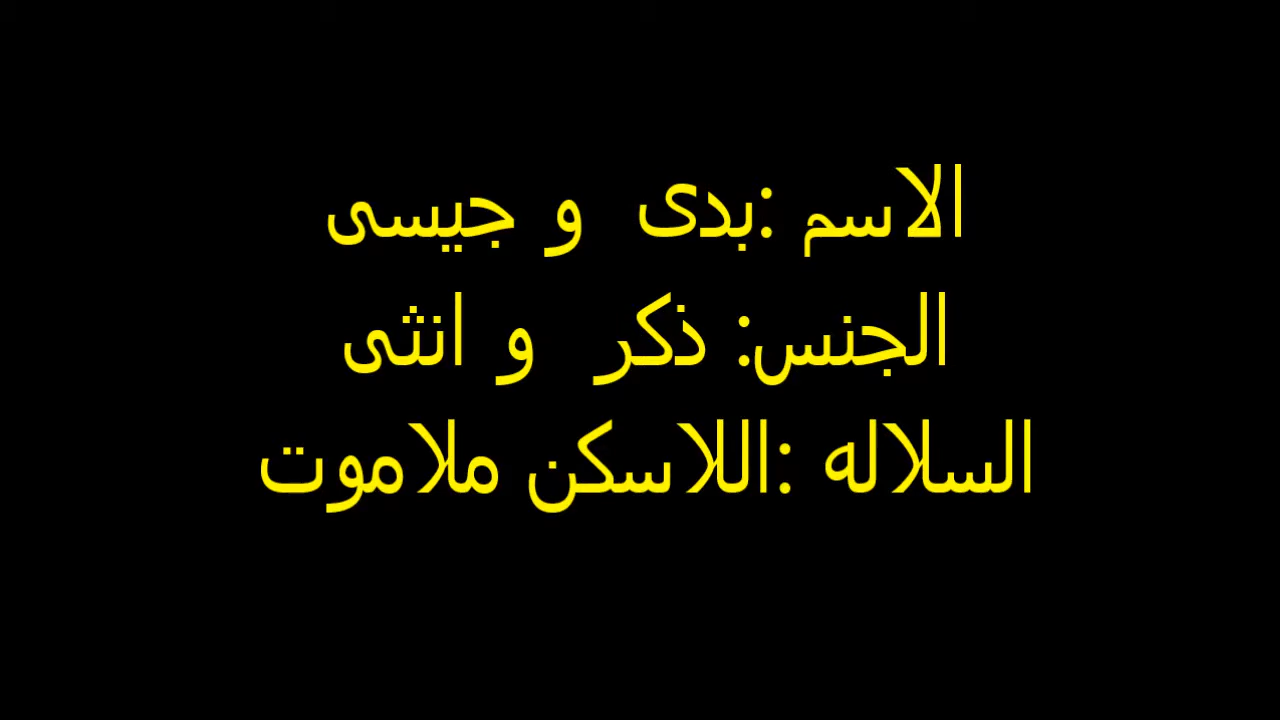 الاسم :بدى و جيسى
الجنس: ذكر و انثى
السلاله :اللاسكن ملاموت